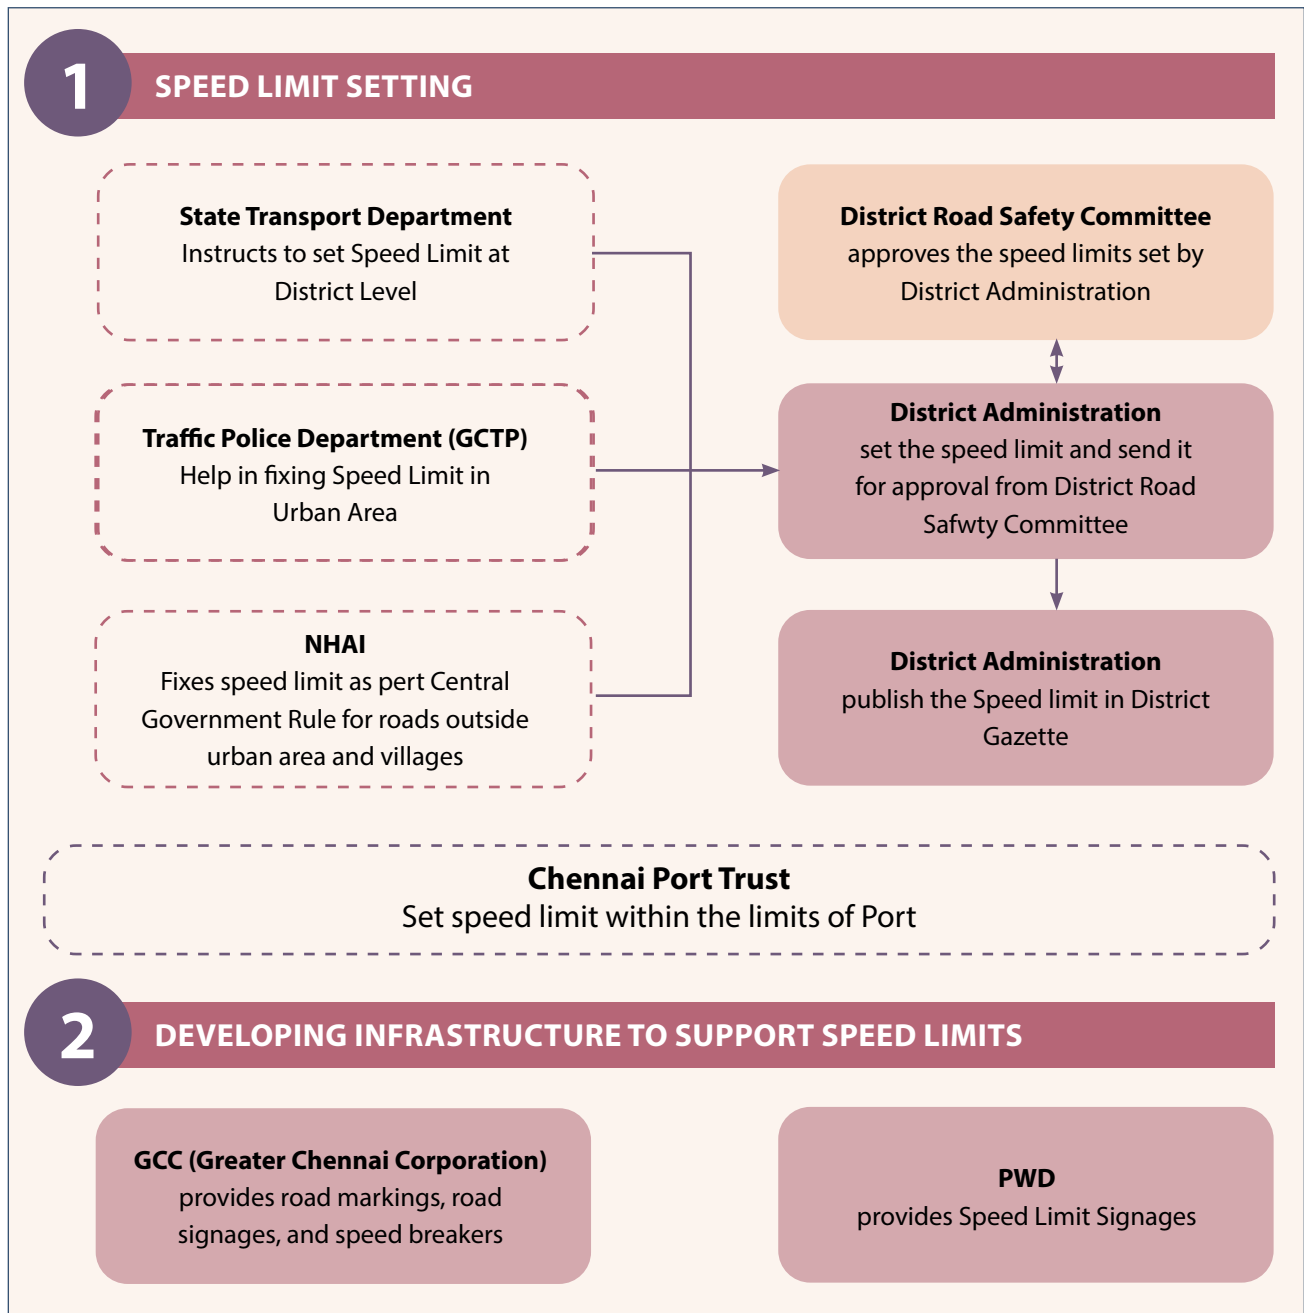 1
SPEED LIMIT SETTING
State Transport Department
Instructs to set Speed Limit at
District Level
District Road Safety Committee
approves the speed limits set by
District Administration
Traffic Police Department (GCTP)
Help in fixing Speed Limit in
Urban Area
District Administration
set the speed limit and send it
for approval from District Road
Safwty Committee
NHAI
Fixes speed limit as pert Central
Government Rule for roads outside
urban area and villages
District Administration
publish the Speed limit in District
Gazette
Chennai Port Trust
Set speed limit within the limits of Port
2
DEVELOPING INFRASTRUCTURE TO SUPPORT SPEED LIMITS
GCC (Greater Chennai Corporation)
provides road markings, road
signages, and speed breakers
PWD
provides Speed Limit Signages